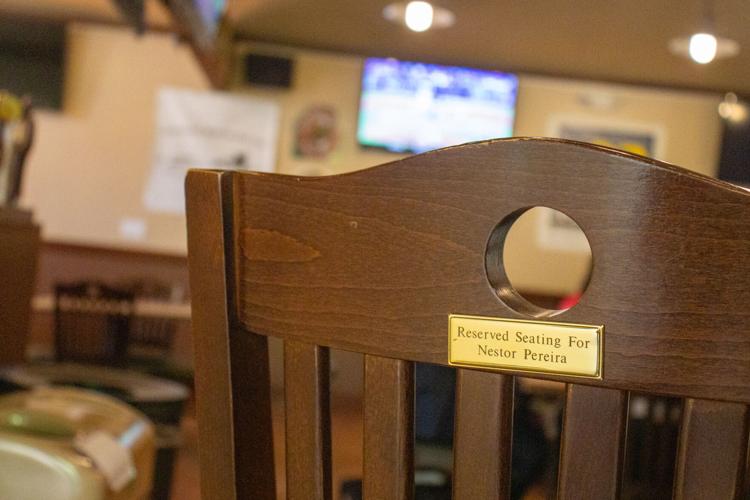 Reserved Seating For
Nestor Pereira